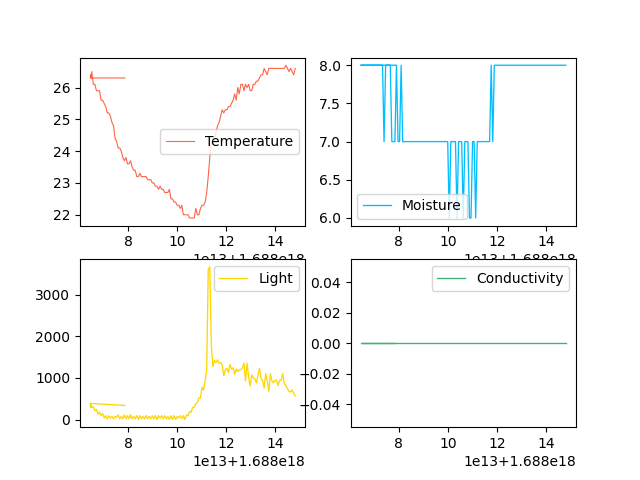 26
25
24
23
22
Temperature
8 10 12 14
1e13+1.688e18
8.0
7.5
7.0
6.5
6.0
Moisture
8 10 12 14
1e13+1.688e18
3000
2000
1000
0
Light
8 10 12 14
1e13+1.688e18
0.04
0.02
0.00
−0.02
−0.04
Conductivity
8 10 12 14
1e13+1.688e18